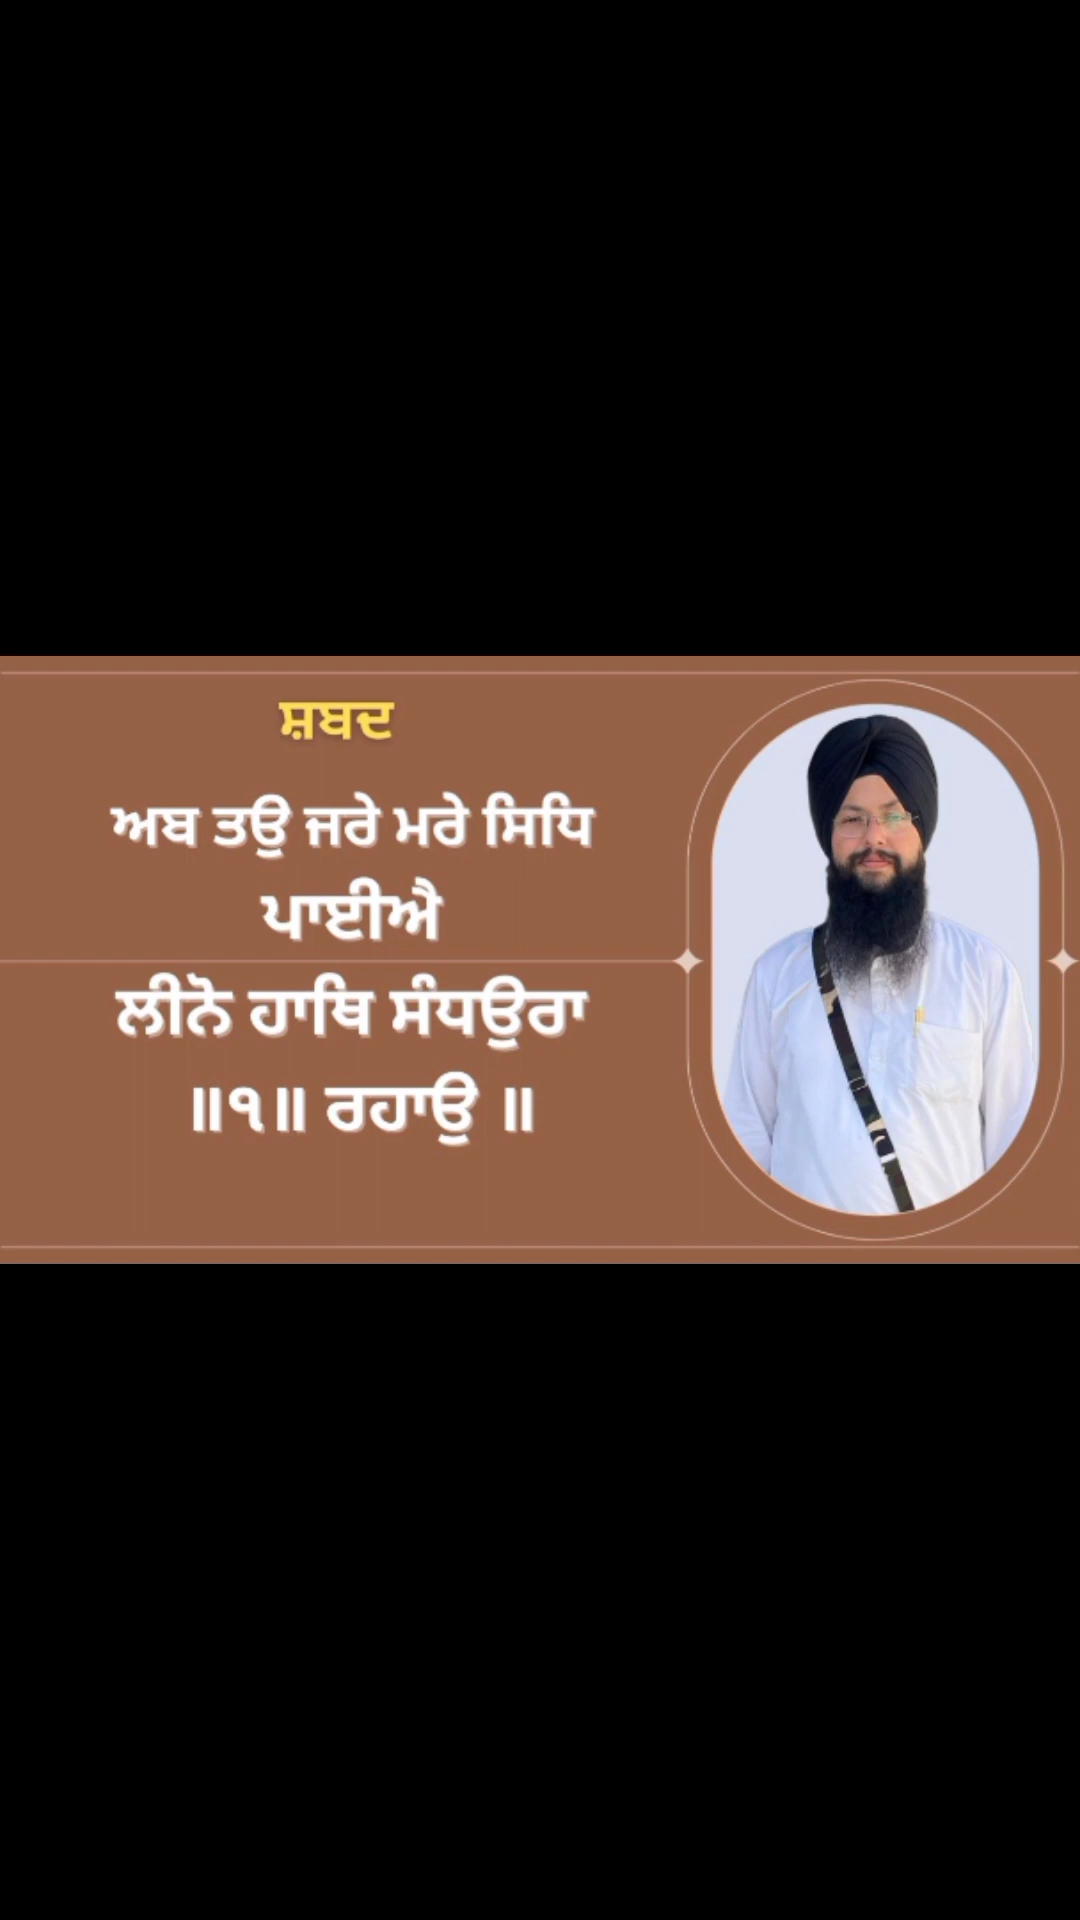 ਸ਼ਬਦ
ਅਬ ਤਉ ਜਰੇ ਮਰੇ ਸਿਧਿ
ਪਾਈਐ
ਲੀਨੋ ਹਾਥਿ ਸੰਧਉਰਾ
॥੧॥ ਰਹਾਉ ॥